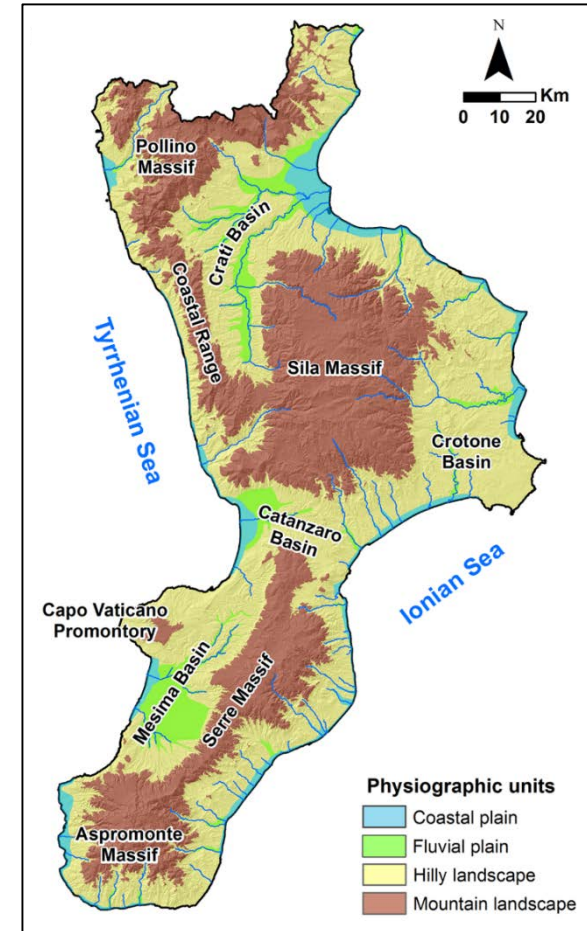 N
Km
0 10 20
Pollino
Massif
Crati Basin
Coastal Range
Tyrrhenian Sea
Sila Massif
Crotone
Basin
Catanzaro
Basin
Ionian Sea
Capo Vaticano
Promontory
Mesima Basin
Serre Massif
Aspromonte
Massif
Physiographic units
Coastal plain
Fluvial plain
Hilly landscape
Mountain landscape